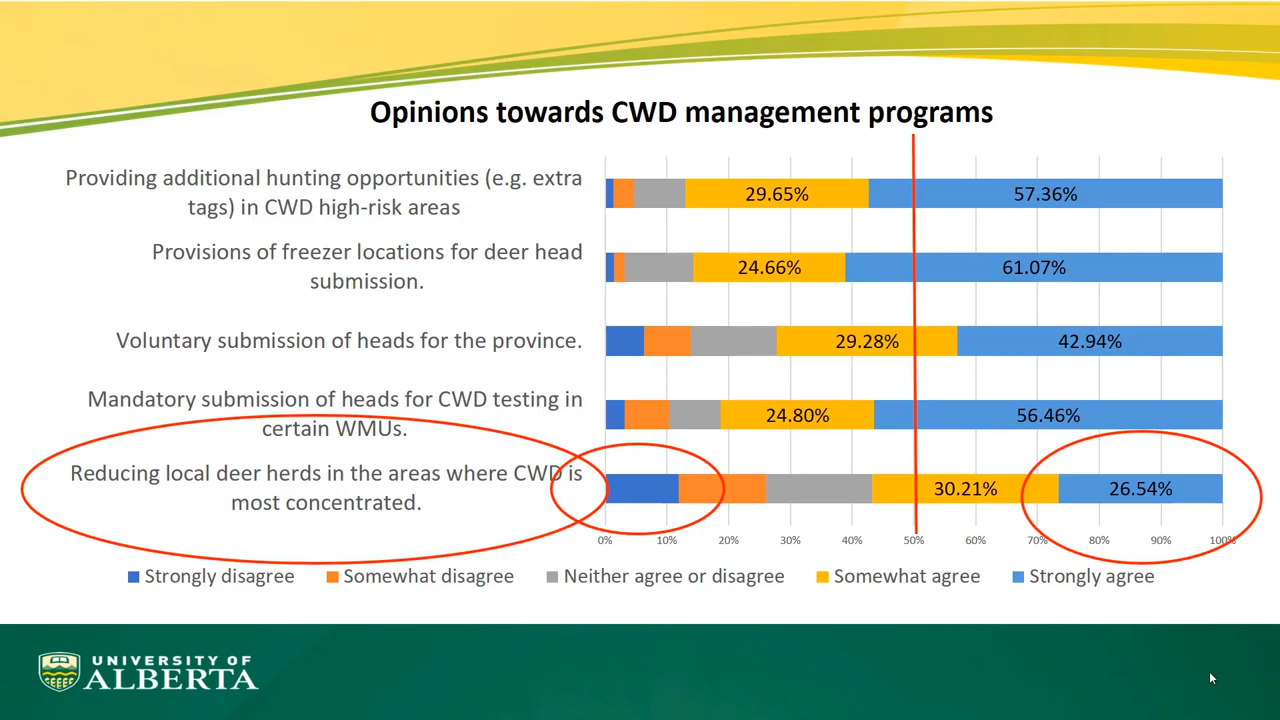 Opinions towards CWD management programs
Providing additional hunting opportunities (e.g. extra
tags) in CWD high-risk areas
29.65%
57.36%
Provisions of freezer locations for deer head
submission.
24.66%
61.07%
Voluntary submission of heads for the province.
29.28%
42.94%
Mandatory submission of heads for CWD testing in
certain WMUs.
24.80%
56.46%
Reducing local deer herds in the areas where CWD is
most concentrated.
30.21%
26.54%
0% 10% 20% 30% 40% 50% 60% 70% 80% 90% 100%
Strongly disagree Somewhat disagree Neither agree or disagree Somewhat agree Strongly agree
UNIVERSITY OF
ALBERTA